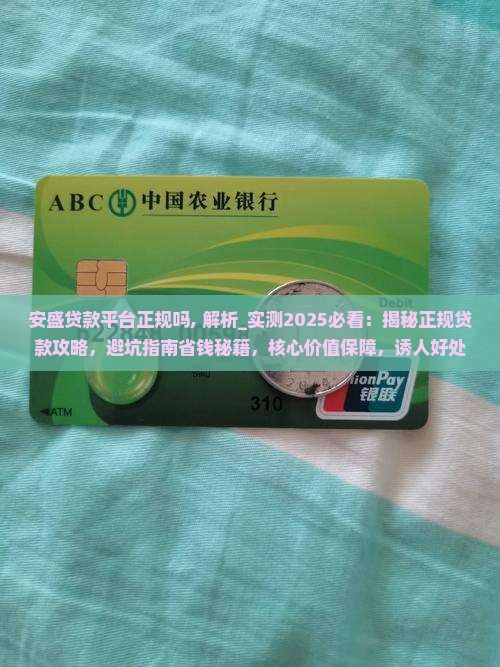 ABC 中国农业银行
Debit
安盛贷款平台正规吗, 解析_实测2025必看：揭秘正规贷
款攻略，避坑指南省钱秘籍，核心价值保障，诱人好处
310
ionPay
银联
◄ATM